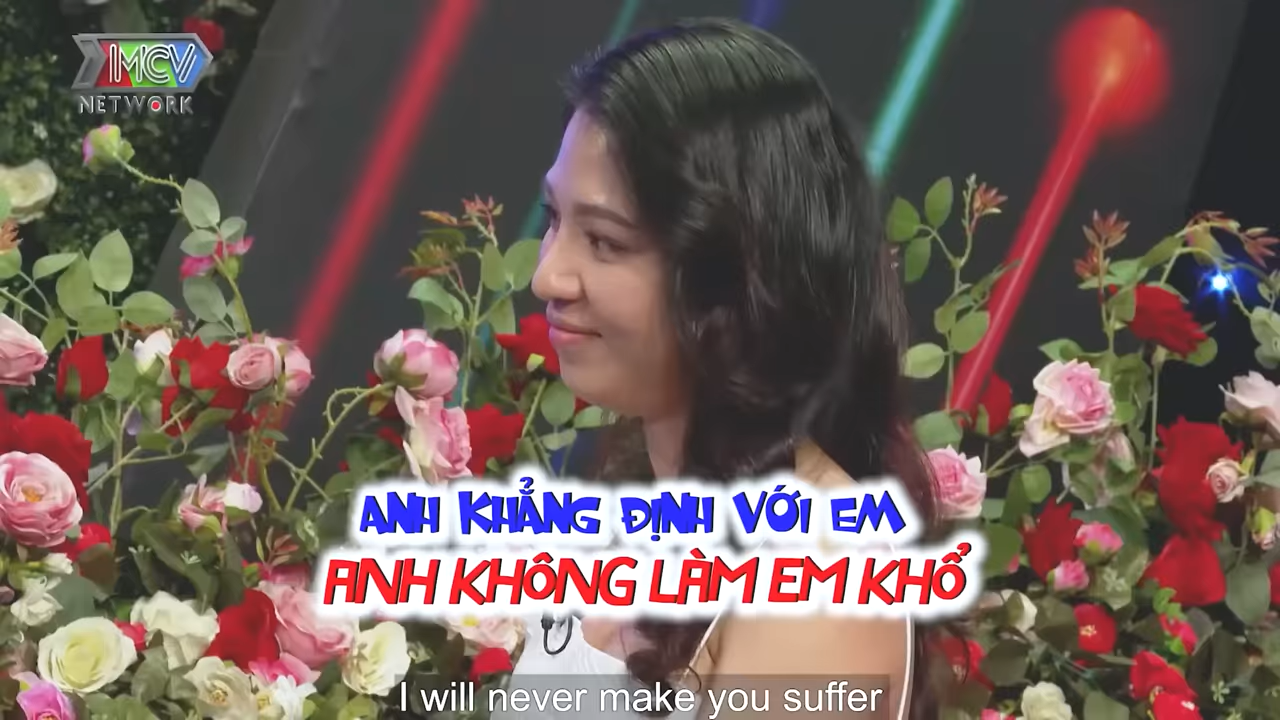 MCV
NETWORK
ANH KHẲNG ĐỊNH VỚI EM
ANH KHÔNG LÀM EM KHỔ
I will never make you suffer